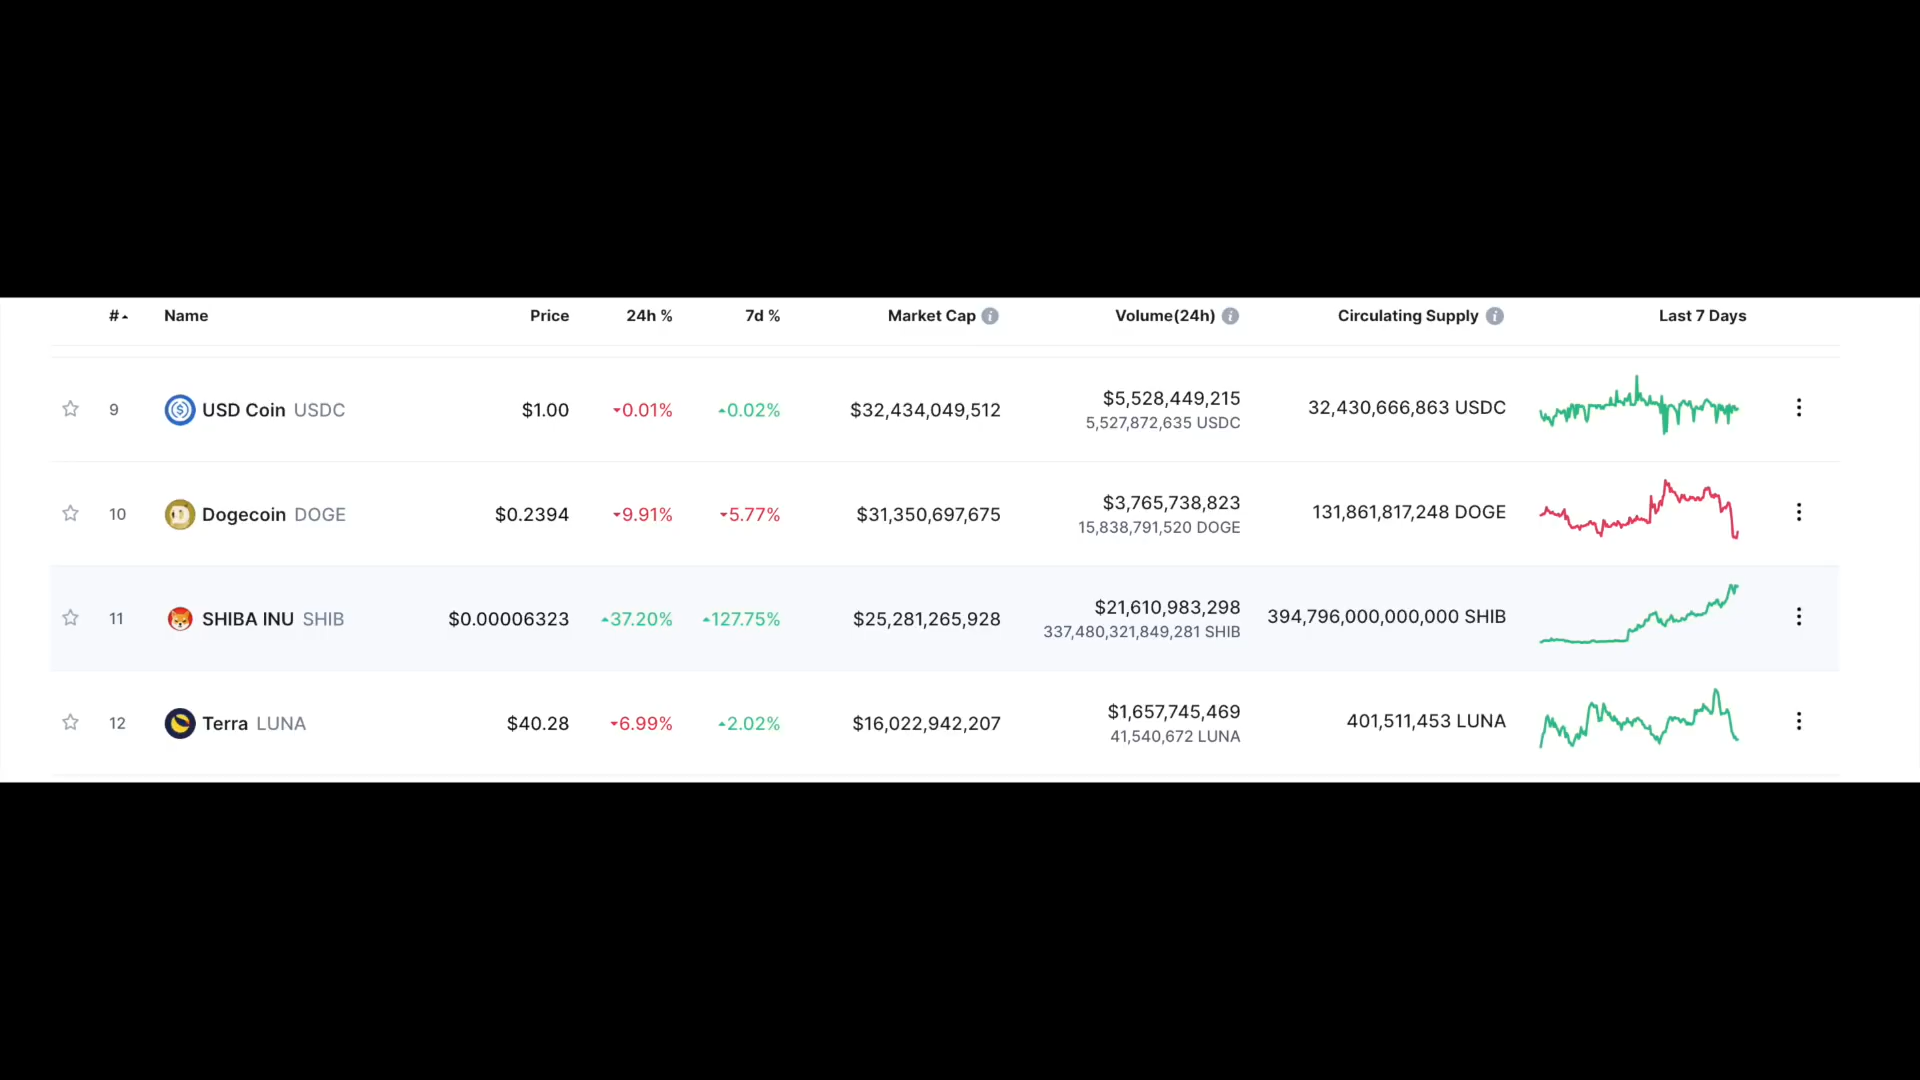 # Name Price 24h % 7d % Market Cap Volume(24h) Circulating Supply Last 7 Days
9 USD Coin USDC $1.00 0.01% 0.02% $32,434,049,512 $5,528,449,215 32,430,666,863 USDC
5,527,872,635 USDC
10 Dogecoin DOGE $0.2394 9.91% 5.77% $31,350,697,675 $3,765,738,823 131,861,817,248 DOGE
15,838,791,520 DOGE
11 SHIBA INU SHIB $0.00006323 37.20% 127.75% $25,281,265,928 $21,610,983,298 394,796,000,000,000 SHIB
337,480,321,849,281 SHIB
12 Terra LUNA $40.28 6.99% 2.02% $16,022,942,207 $1,657,745,469 401,511,453 LUNA
41,540,672 LUNA